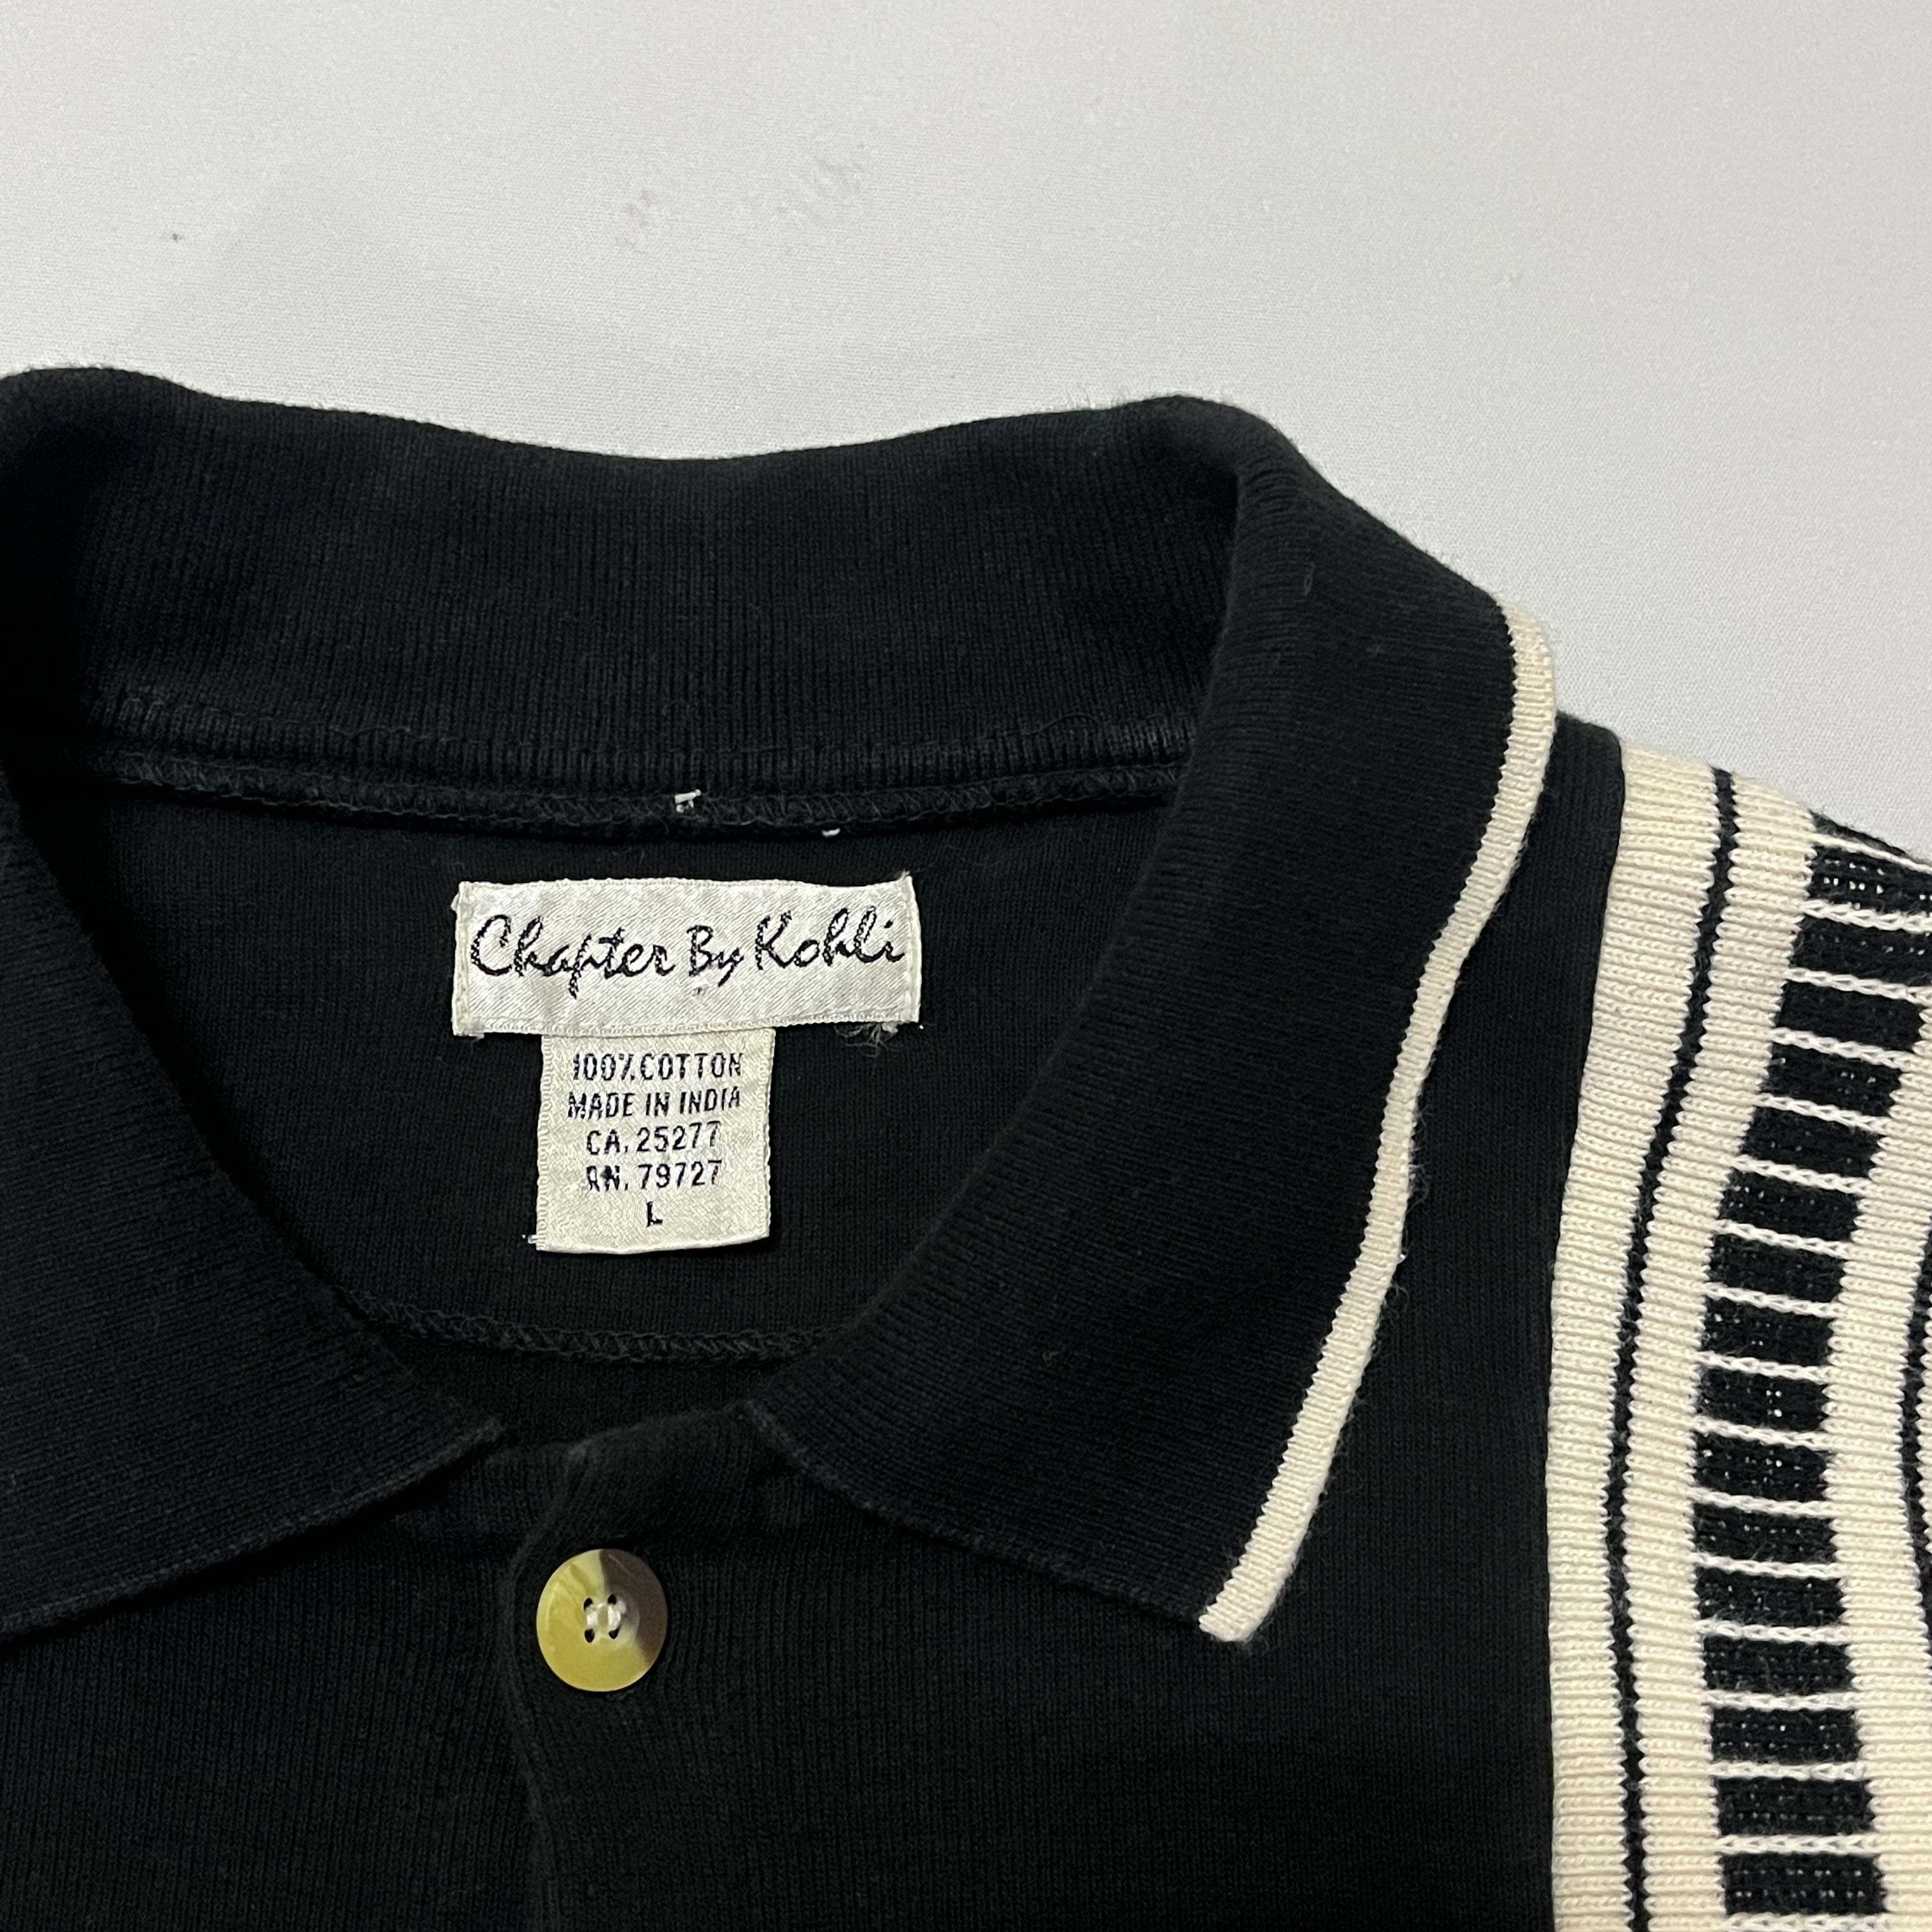 Chapter By Kohli
100% COTTON
MADE IN INDIA
CA. 25277
RN. 79727
L